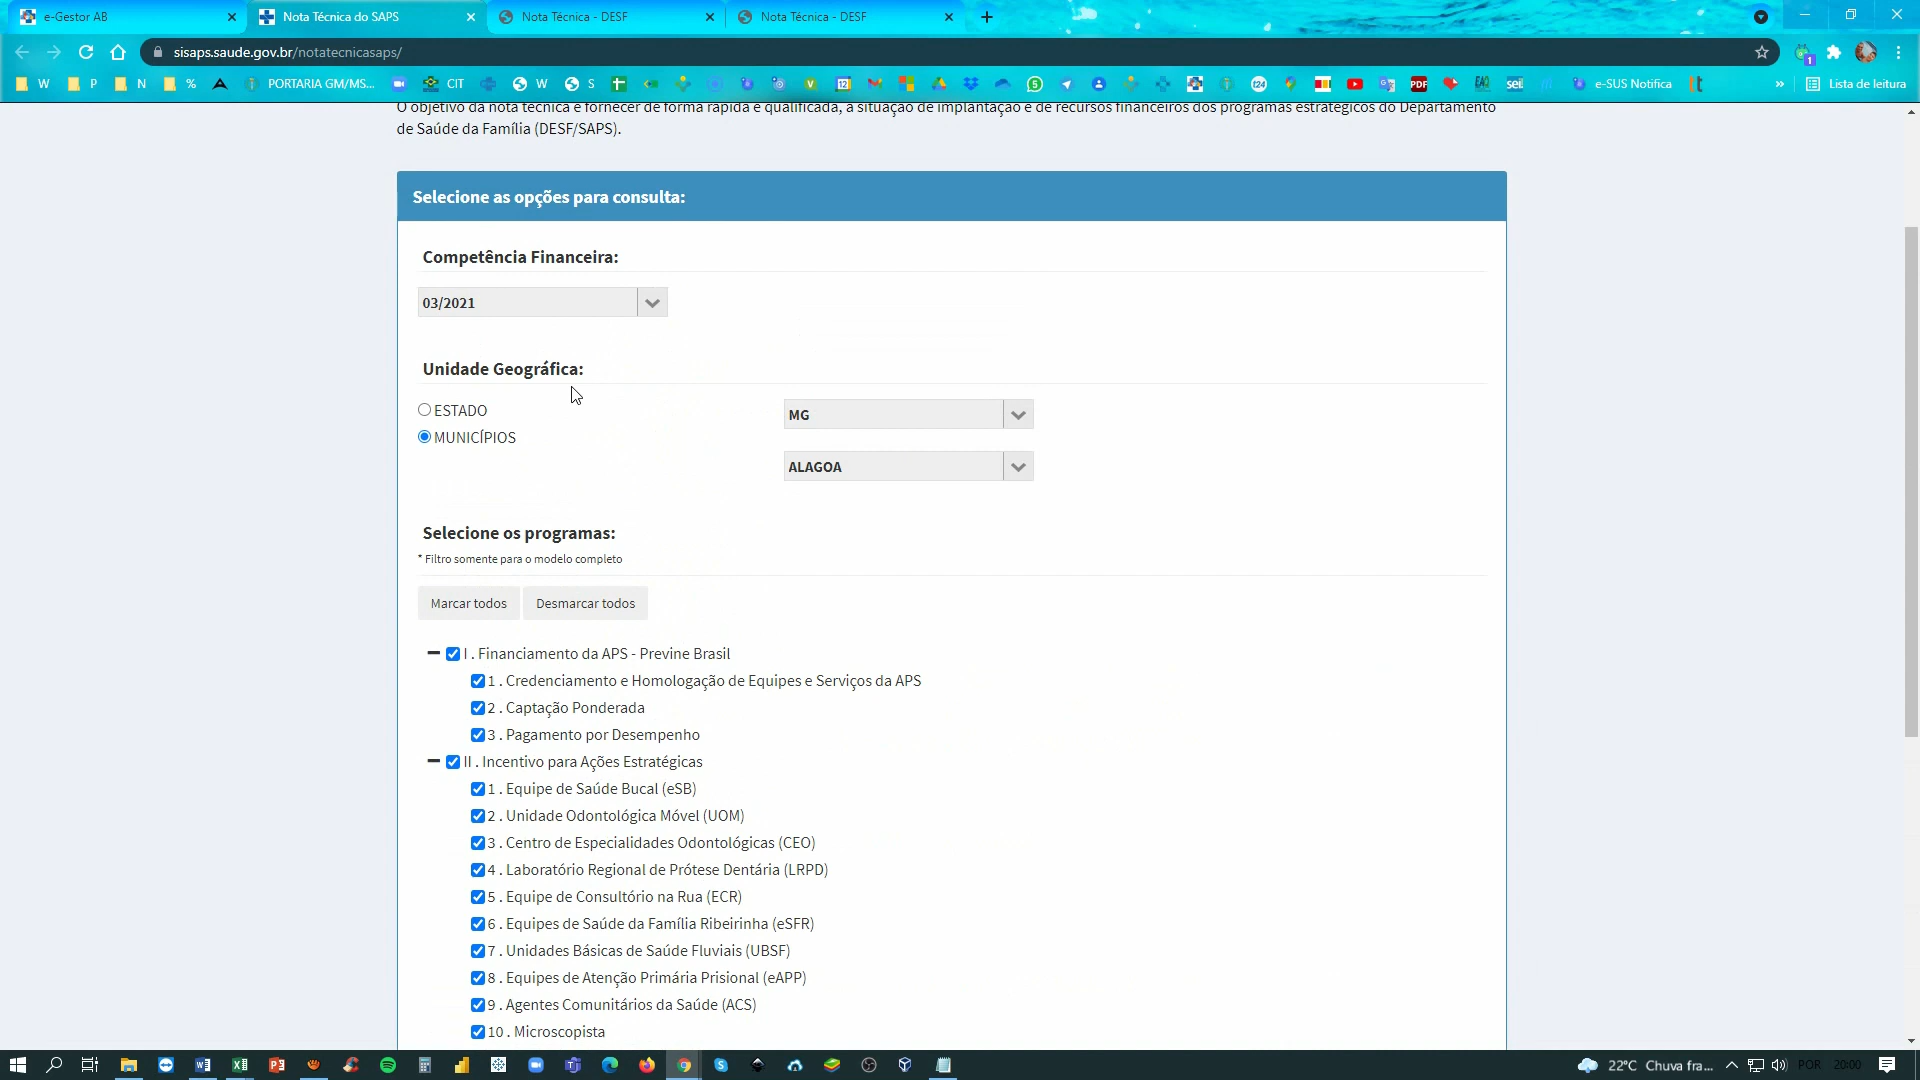 e-Gestor AB
Nota Técnica do SAPS
Nota Técnica - DESF
Nota Técnica - DESF
sisaps.saude.gov.br/notatecnicasaps/
W P N % PORTARIA GM/MS... CIT W S e-SUS Notifica » Lista de leitura
O objetivo da nota técnica é fornecer de forma rápida e qualificada, a situação de implantação e de recursos financeiros dos programas estratégicos do Departamento
de Saúde da Família (DESF/SAPS).
Selecione as opções para consulta:
Competência Financeira:
03/2021
Unidade Geográfica:
ESTADO
MG
MUNICÍPIOS
ALAGOA
Selecione os programas:
* Filtro somente para o modelo completo
Marcar todos Desmarcar todos
I . Financiamento da APS - Previne Brasil
1 . Credenciamento e Homologação de Equipes e Serviços da APS
2 . Captação Ponderada
3 . Pagamento por Desempenho
II . Incentivo para Ações Estratégicas
1 . Equipe de Saúde Bucal (eSB)
2 . Unidade Odontológica Móvel (UOM)
3 . Centro de Especialidades Odontológicas (CEO)
4 . Laboratório Regional de Prótese Dentária (LRPD)
5 . Equipe de Consultório na Rua (ECR)
6 . Equipes de Saúde da Família Ribeirinha (eSFR)
7 . Unidades Básicas de Saúde Fluviais (UBSF)
8 . Equipes de Atenção Primária Prisional (eAPP)
9 . Agentes Comunitários da Saúde (ACS)
10 . Microscopista
22°C Chuva fra... POR 20:00